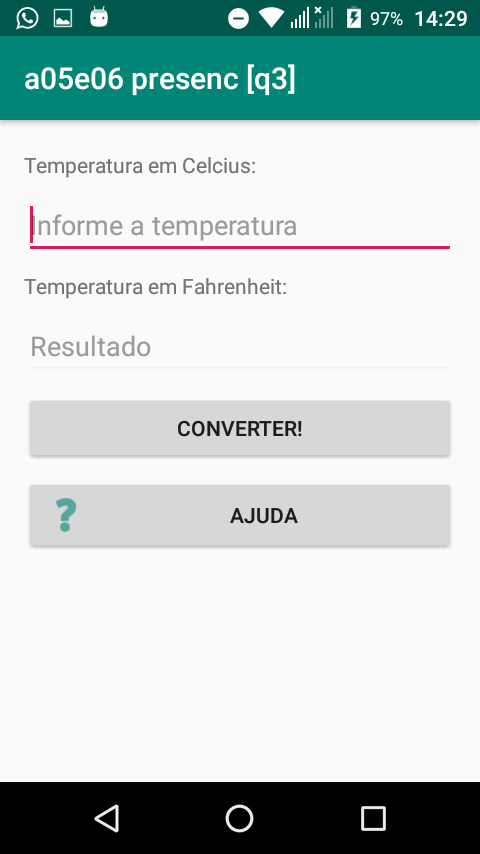 97% 14:29
a05e06 presenc [q3]
Temperatura em Celcius:
Informe a temperatura
Temperatura em Fahrenheit:
Resultado
CONVERTER!
? AJUDA